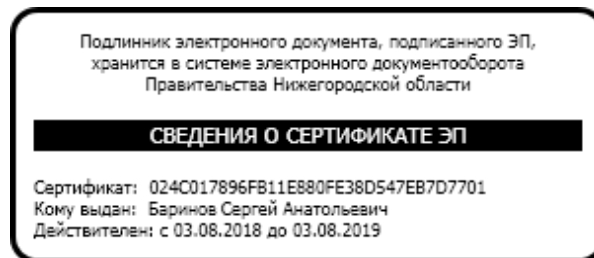 Подлинник электронного документа, подписанного ЭП,
хранится в системе электронного документооборота
Правительства Нижегородской области
СВЕДЕНИЯ О СЕРТИФИКАТЕ ЭП
Сертификат: 024C017896FB11E880FE38D547EB7D7701
Кому выдан: Баринов Сергей Анатольевич
Действителен: с 03.08.2018 до 03.08.2019